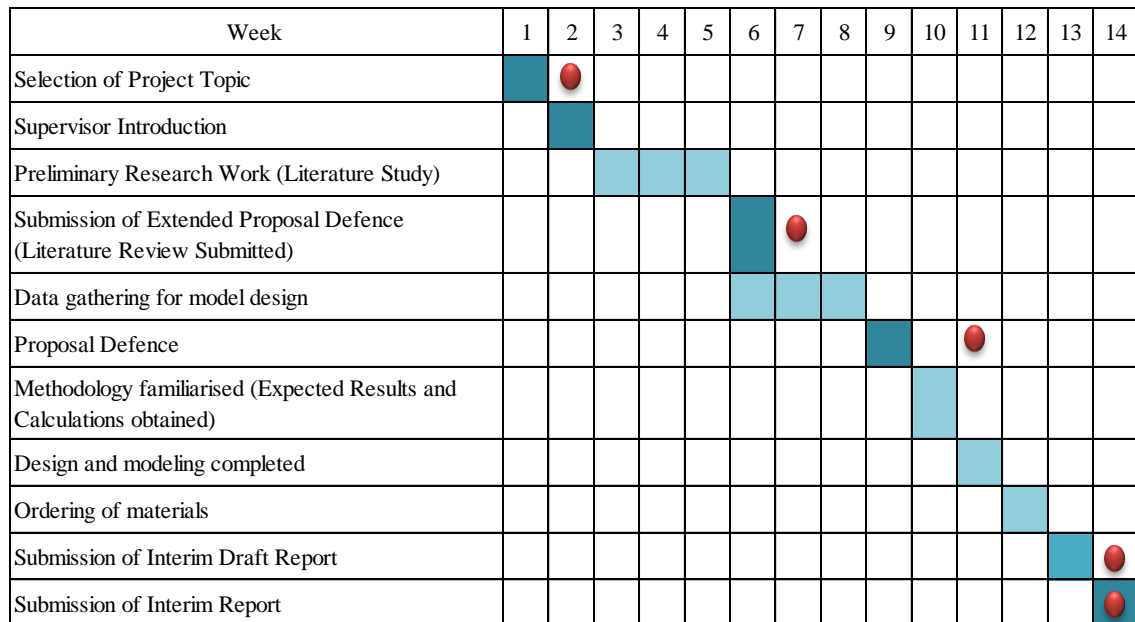 Week 1 2 3 4 5 6 7 8 9 10 11 12 13 14
Selection of Project Topic
Supervisor Introduction
Preliminary Research Work (Literature Study)
Submission of Extended Proposal Defence
(Literature Review Submitted)
Data gathering for model design
Proposal Defence
Methodology familiarised (Expected Results and
Calculations obtained)
Design and modeling completed
Ordering of materials
Submission of Interim Draft Report
Submission of Interim Report